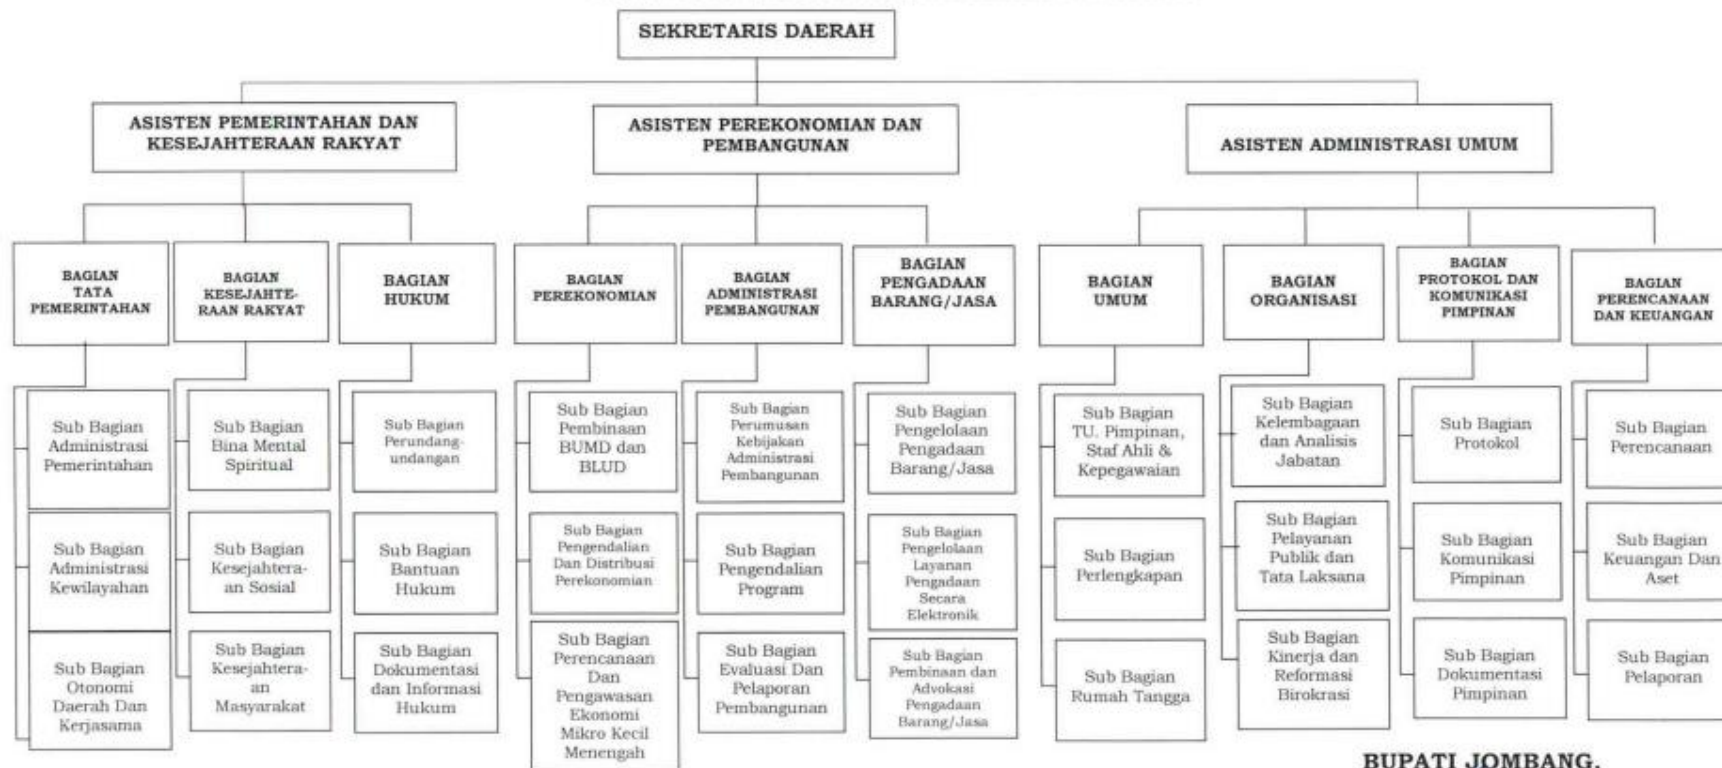 SEKRETARIS DAERAH
ASISTEN PEMERINTAHAN DAN
KESEJAHTERAAN RAKYAT
ASISTEN PEREKONOMIAN DAN
PEMBANGUNAN
ASISTEN ADMINISTRASI UMUM
BAGIAN
TATA
PEMERINTAHAN
BAGIAN
KESEJAHTE-
RAAN RAKYAT
BAGIAN
HUKUM
BAGIAN
PEREKONOMIAN
BAGIAN
ADMINISTRASI
PEMBANGUNAN
BAGIAN
PENGADAAN
BARANG/JASA
BAGIAN
UMUM
BAGIAN
ORGANISASI
BAGIAN
PROTOKOL DAN
KOMUNIKASI
PIMPINAN
BAGIAN
PERENCANAAN
DAN KEUANGAN
Sub Bagian
Administrasi
Pemerintahan
Sub Bagian
Bina Mental
Spiritual
Sub Bagian
Perundang-
undangan
Sub Bagian
Pembinaan
BUMD dan
BLUD
Sub Bagian
Perumusan
Kebijakan
Administrasi
Pembangunan
Sub Bagian
Pengelolaan
Pengadaan
Barang/Jasa
Sub Bagian
TU. Pimpinan,
Staf Ahli &
Kepegawaian
Sub Bagian
Kelembagaan
dan Analisis
Jabatan
Sub Bagian
Protokol
Sub Bagian
Perencanaan
Sub Bagian
Administrasi
Kewilayahan
Sub Bagian
Kesejahtera-
an Sosial
Sub Bagian
Bantuan
Hukum
Sub Bagian
Pengendalian
Dan Distribusi
Perekonomian
Sub Bagian
Pengendalian
Program
Sub Bagian
Pengelolaan
Layanan
Pengadaan
Secara
Elektronik
Sub Bagian
Perlengkapan
Sub Bagian
Pelayanan
Publik dan
Tata Laksana
Sub Bagian
Komunikasi
Pimpinan
Sub Bagian
Keuangan Dan
Aset
Sub Bagian
Otonomi
Daerah Dan
Kerjasama
Sub Bagian
Kesejahtera-
an
Masyarakat
Sub Bagian
Dokumentasi
dan Informasi
Hukum
Sub Bagian
Perencanaan
Dan
Pengawasan
Ekonomi
Mikro Kecil
Menengah
Sub Bagian
Evaluasi Dan
Pelaporan
Pembangunan
Sub Bagian
Pembinaan dan
Advokasi
Pengadaan
Barang/Jasa
Sub Bagian
Rumah Tangga
Sub Bagian
Kinerja dan
Reformasi
Birokrasi
Sub Bagian
Dokumentasi
Pimpinan
Sub Bagian
Pelaporan
BUPATI JOMBANG,